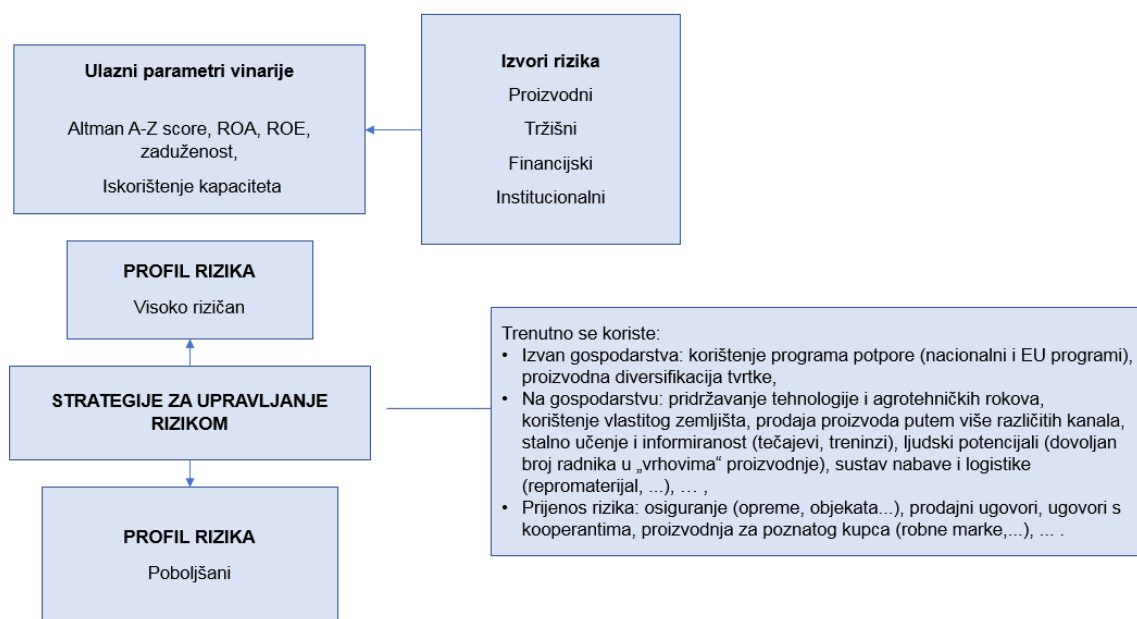 Ulazni parametri vinarije
Altman A-Z score, ROA, ROE,
zaduženost,
Iskorištenje kapaciteta
Izvori rizika
Proizvodni
Tržišni
Financijski
Institucionalni
PROFIL RIZIKA
Visoko rizičan
STRATEGIJE ZA UPRAVLJANJE
RIZIKOM
Trenutno se koriste:
• Izvan gospodarstva: korištenje programa potpore (nacionalni i EU programi),
proizvodna diversifikacija tvrtke,
• Na gospodarstvu: pridržavanje tehnologije i agrotehničkih rokova,
korištenje vlastitog zemljišta, prodaja proizvoda putem više različitih kanala,
stalno učenje i informiranost (tečajevi, treninzi), ljudski potencijali (dovoljan
broj radnika u „vrhovima“ proizvodnje), sustav nabave i logistike
(repromaterijal, ...), … ,
• Prijenos rizika: osiguranje (opreme, objekata...), prodajni ugovori, ugovori s
kooperantima, proizvodnja za poznatog kupca (robne marke,...), ... .
PROFIL RIZIKA
Poboljšani